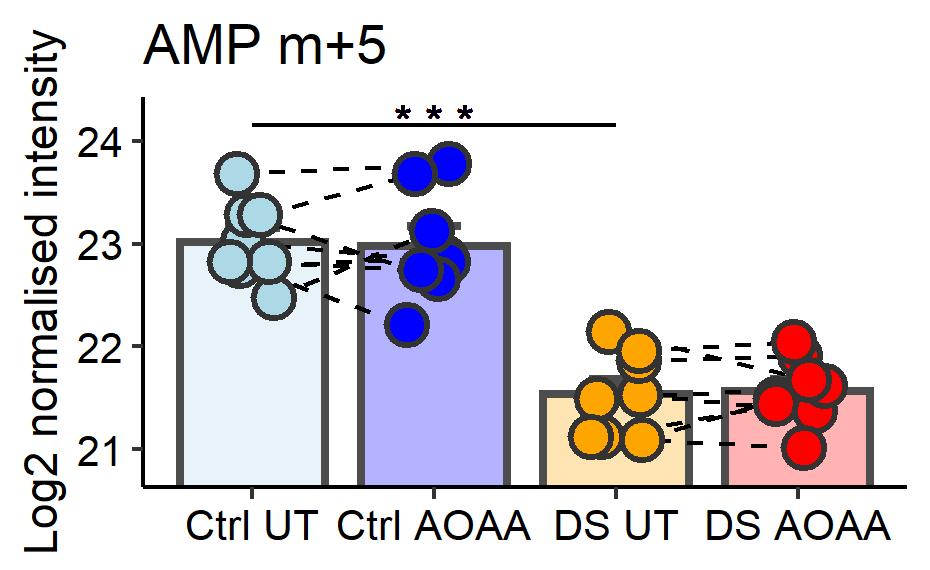 AMP m+5
Log2 normalised intensity
* * *
24
23
22
21
Ctrl UT Ctrl AOAA DS UT DS AOAA